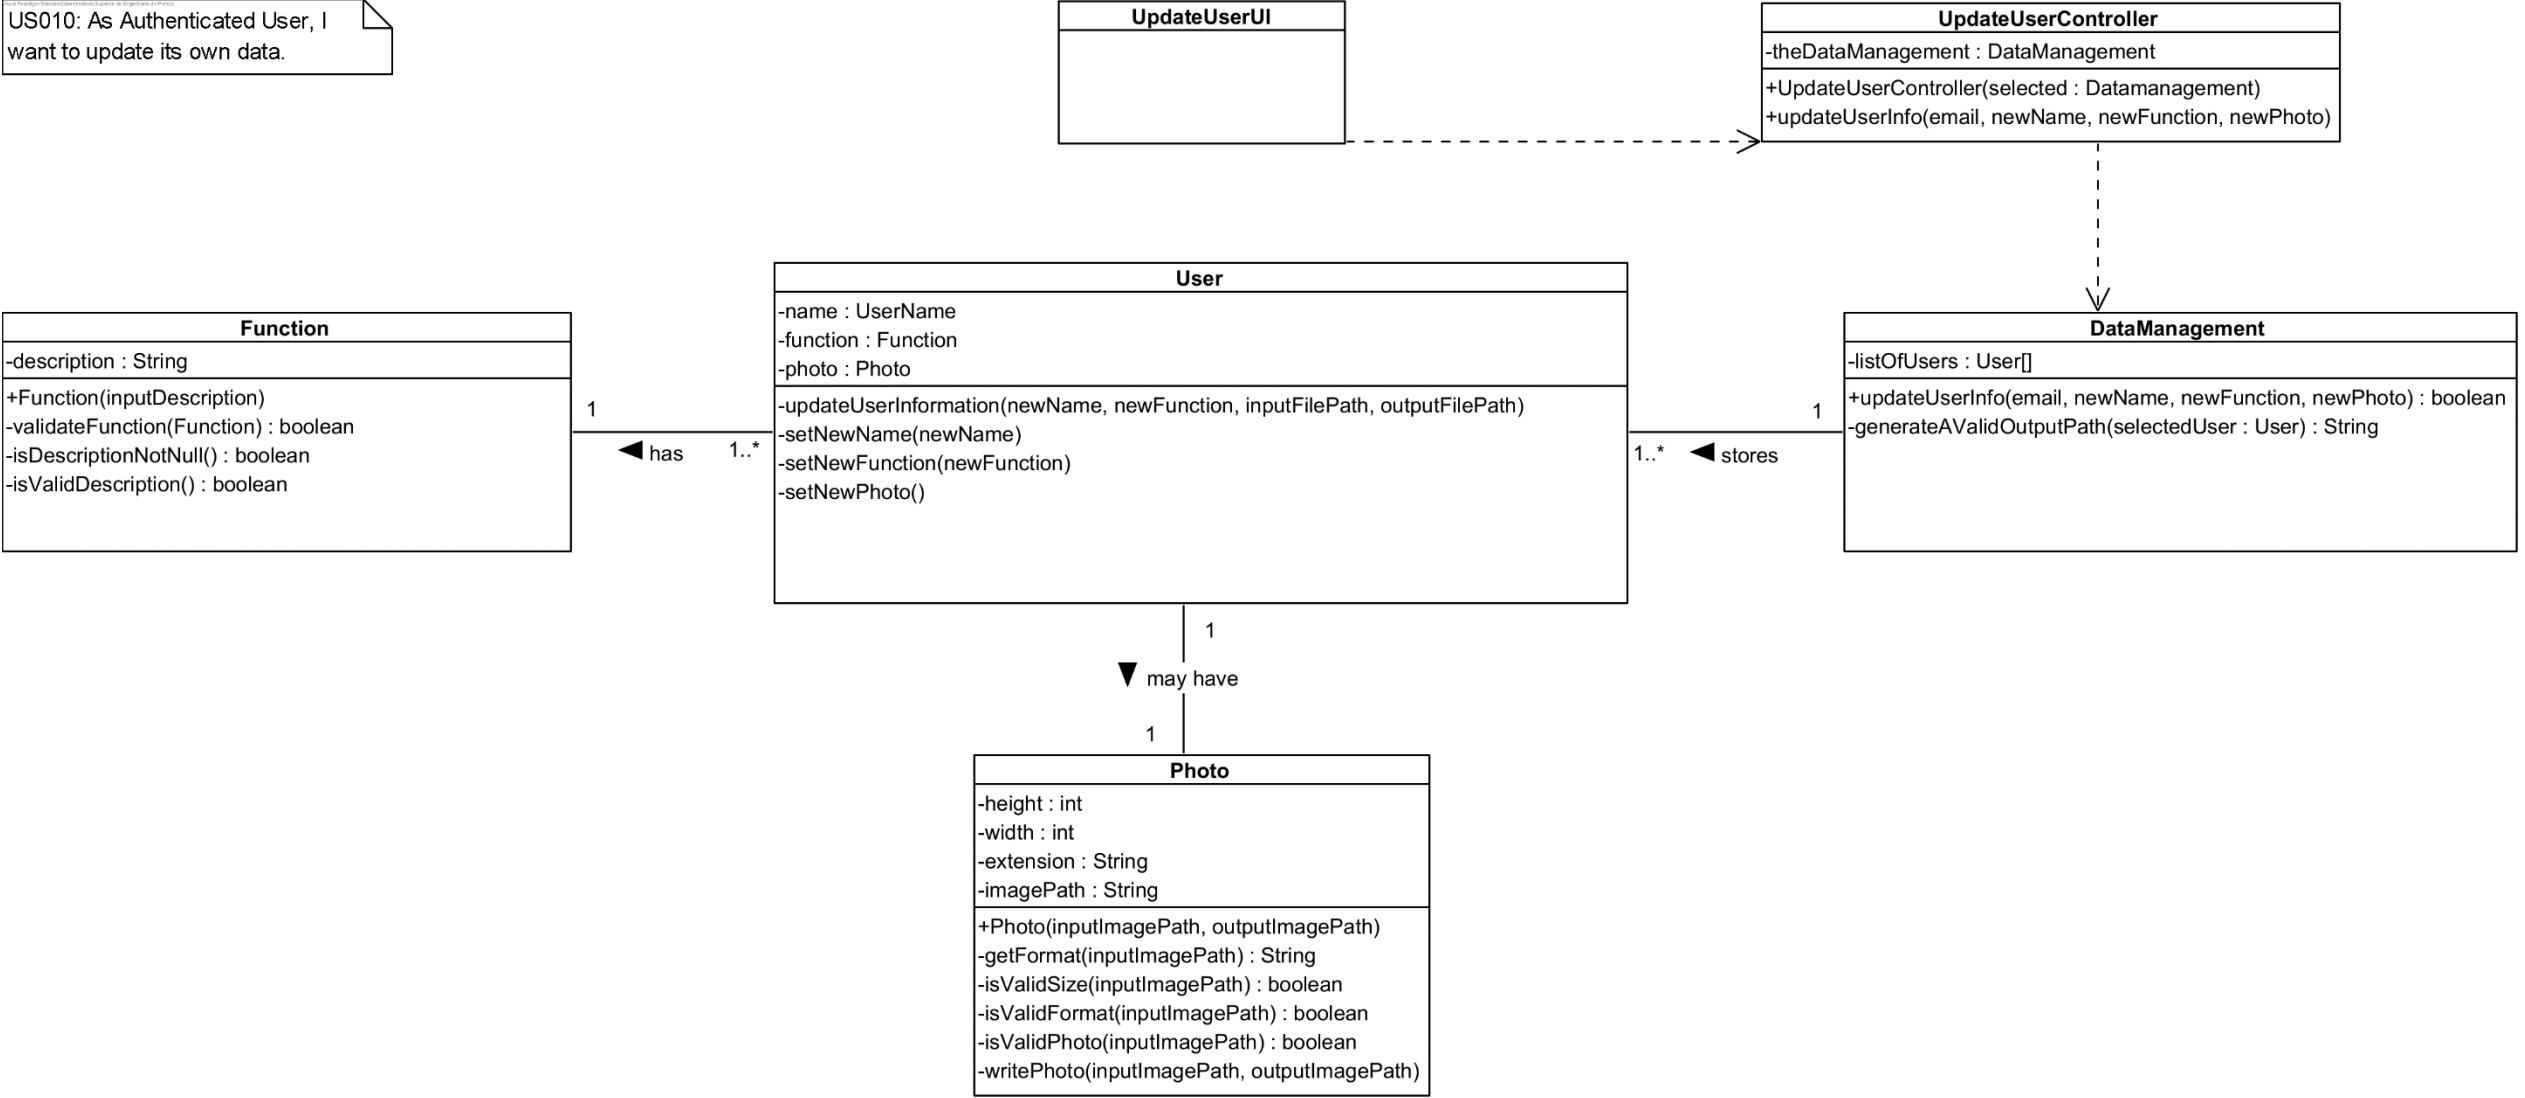 US010: As Authenticated User, I
want to update its own data.
UpdateUserUI
UpdateUserController
-theDataManagement : DataManagement
+UpdateUserController(selected : Datamanagement)
+updateUserInfo(email, newName, newFunction, newPhoto)
Function
-description : String
+Function(inputDescription)
-validateFunction(Function) : boolean
-isDescriptionNotNull() : boolean
-isValidDescription() : boolean
1
has
1..*
User
-name : UserName
-function : Function
-photo : Photo
-updateUserInformation(newName, newFunction, inputFilePath, outputFilePath)
-setNewName(newName)
-setNewFunction(newFunction)
-setNewPhoto()
1
1..*
stores
DataManagement
-listOfUsers : User[]
+updateUserInfo(email, newName, newFunction, newPhoto) : boolean
-generateAValidOutputPath(selectedUser : User) : String
1
may have
1
Photo
-height : int
-width : int
-extension : String
-imagePath : String
+Photo(inputImagePath, outputImagePath)
-getFormat(inputImagePath) : String
-isValidSize(inputImagePath) : boolean
-isValidFormat(inputImagePath) : boolean
-isValidPhoto(inputImagePath) : boolean
-writePhoto(inputImagePath, outputImagePath)